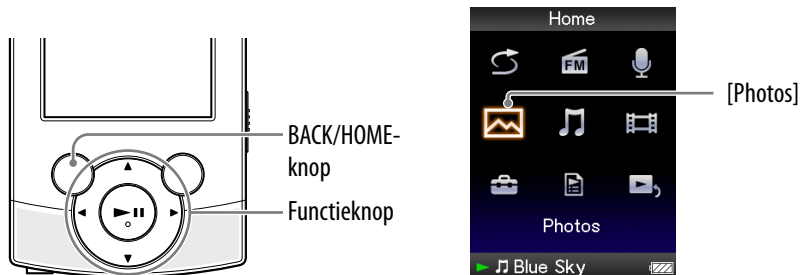 BACK/HOME-
knop
Functieknop
Home
FM
[Photos]
Photos
Blue Sky